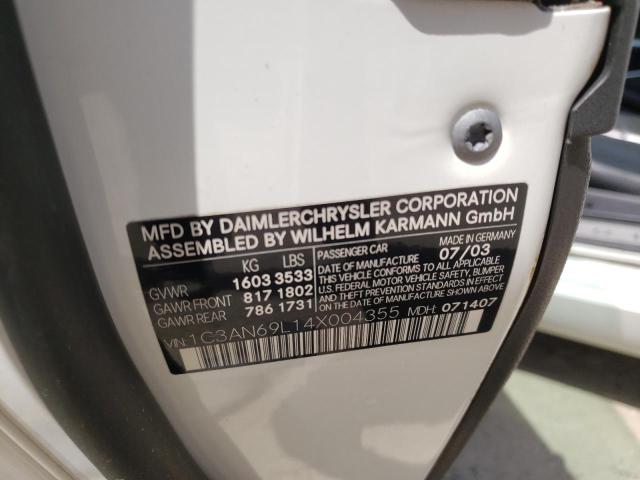 MFD BY DAIMLERCHRYSLER CORPORATION
ASSEMBLED BY WILHELM KARMANN GmbH
KG LBS
GVWR 1603 3533
GAWR FRONT 817 1802
GAWR REAR 786 1731
PASSENGER CAR MADE IN GERMANY
DATE OF MANUFACTURE 07/03
THIS VEHICLE CONFORMS TO ALL APPLICABLE
U.S. FEDERAL MOTOR VEHICLE SAFETY, BUMPER
AND THEFT PREVENTION STANDARDS IN EFFECT
ON THE DATE OF MANUFACTURE SHOWN ABOVE.
VIN: 1C3AN69L14X004355 MDH: 071407